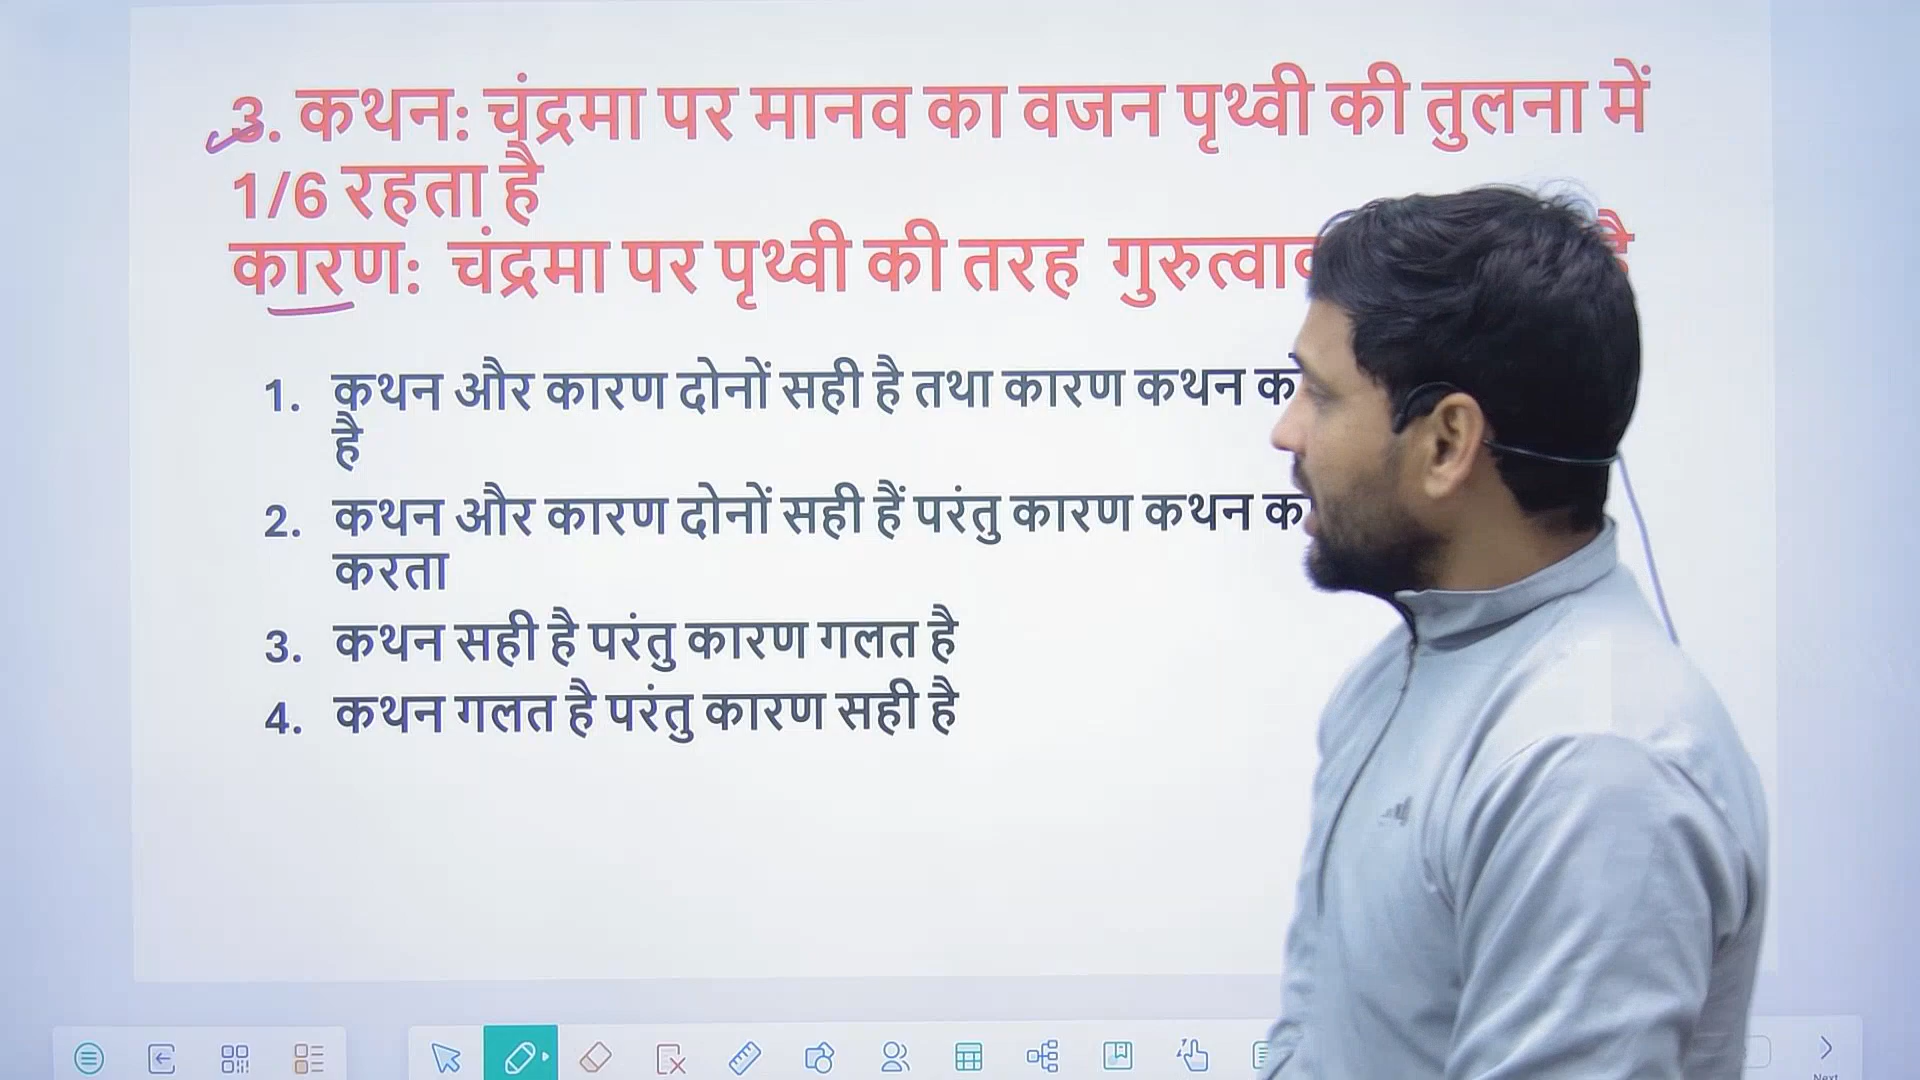 3. कथन: चंद्रमा पर मानव का वजन पृथ्वी की तुलना में
1/6 रहता है
कारण: चंद्रमा पर पृथ्वी की तरह है
1. कथन और कारण दोनों सही है तथा कारण कथन
है
2. कथन और कारण दोनों सही हैं परंतु कारण कथन
करता
3. कथन सही है परंतु कारण गलत है
4. कथन गलत है परंतु कारण सही है
Next